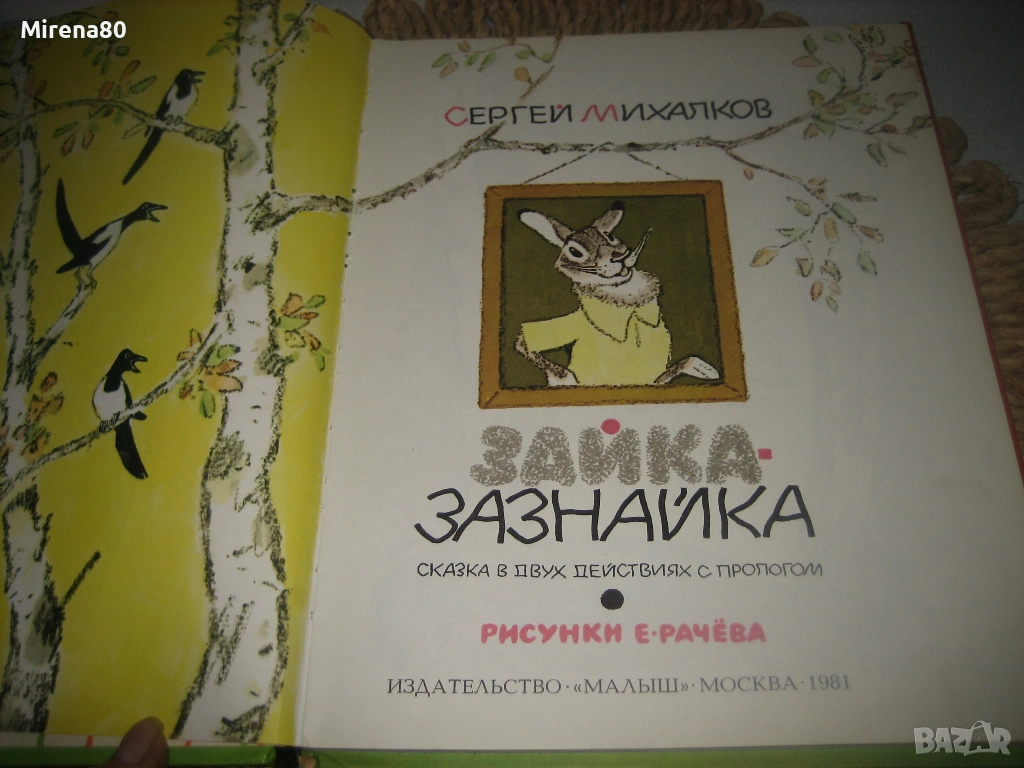 Mirena80
СЕРГЕЙ МИХАЛКОВ
ЗАЙКА-
ЗАЗНАЙКА
СКАЗКА В ДВУХ ДЕЙСТВИЯХ С ПРОЛОГОМ
РИСУНКИ Е·РАЧЁВА
ИЗДАТЕЛЬСТВО·«МАЛЫШ»·МОСКВА·1981
BAZAR